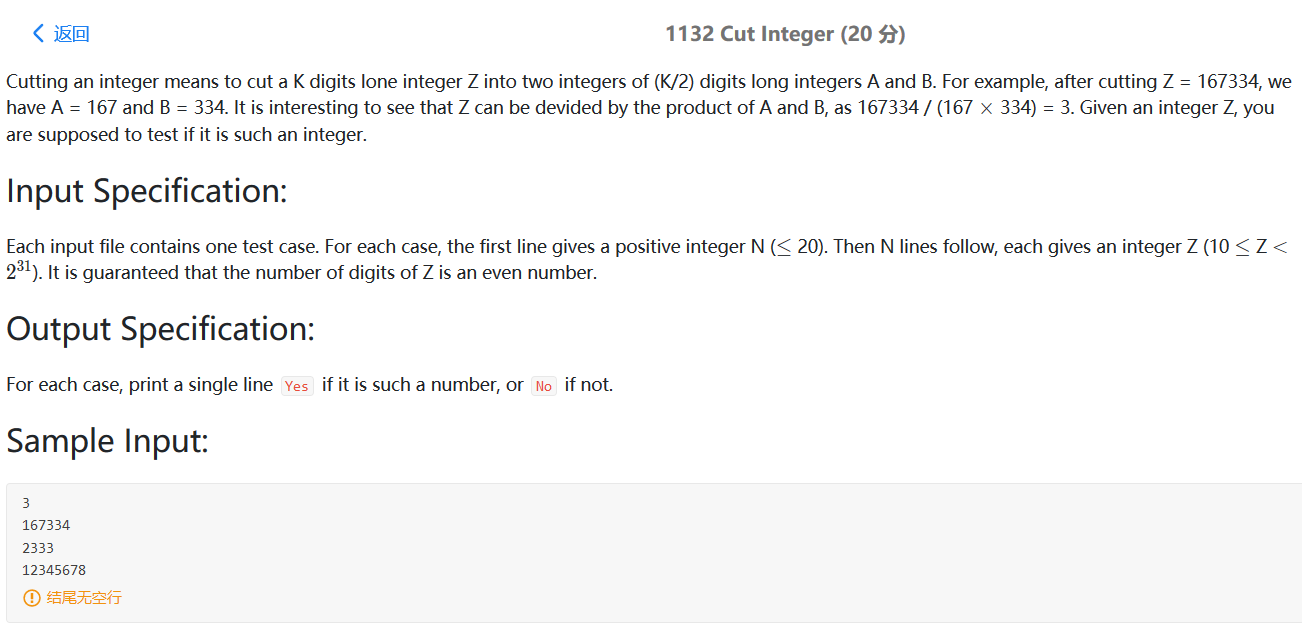 返回
1132 Cut Integer (20 分)
Cutting an integer means to cut a K digits lone integer Z into two integers of (K/2) digits long integers A and B. For example, after cutting Z = 167334, we
have A = 167 and B = 334. It is interesting to see that Z can be devided by the product of A and B, as 167334 / (167 × 334) = 3. Given an integer Z, you
are supposed to test if it is such an integer.
Input Specification:
Each input file contains one test case. For each case, the first line gives a positive integer N (≤ 20). Then N lines follow, each gives an integer Z (10 ≤ Z <
2³¹). It is guaranteed that the number of digits of Z is an even number.
Output Specification:
For each case, print a single line Yes if it is such a number, or No if not.
Sample Input:
3
167334
2333
12345678
结尾无空行